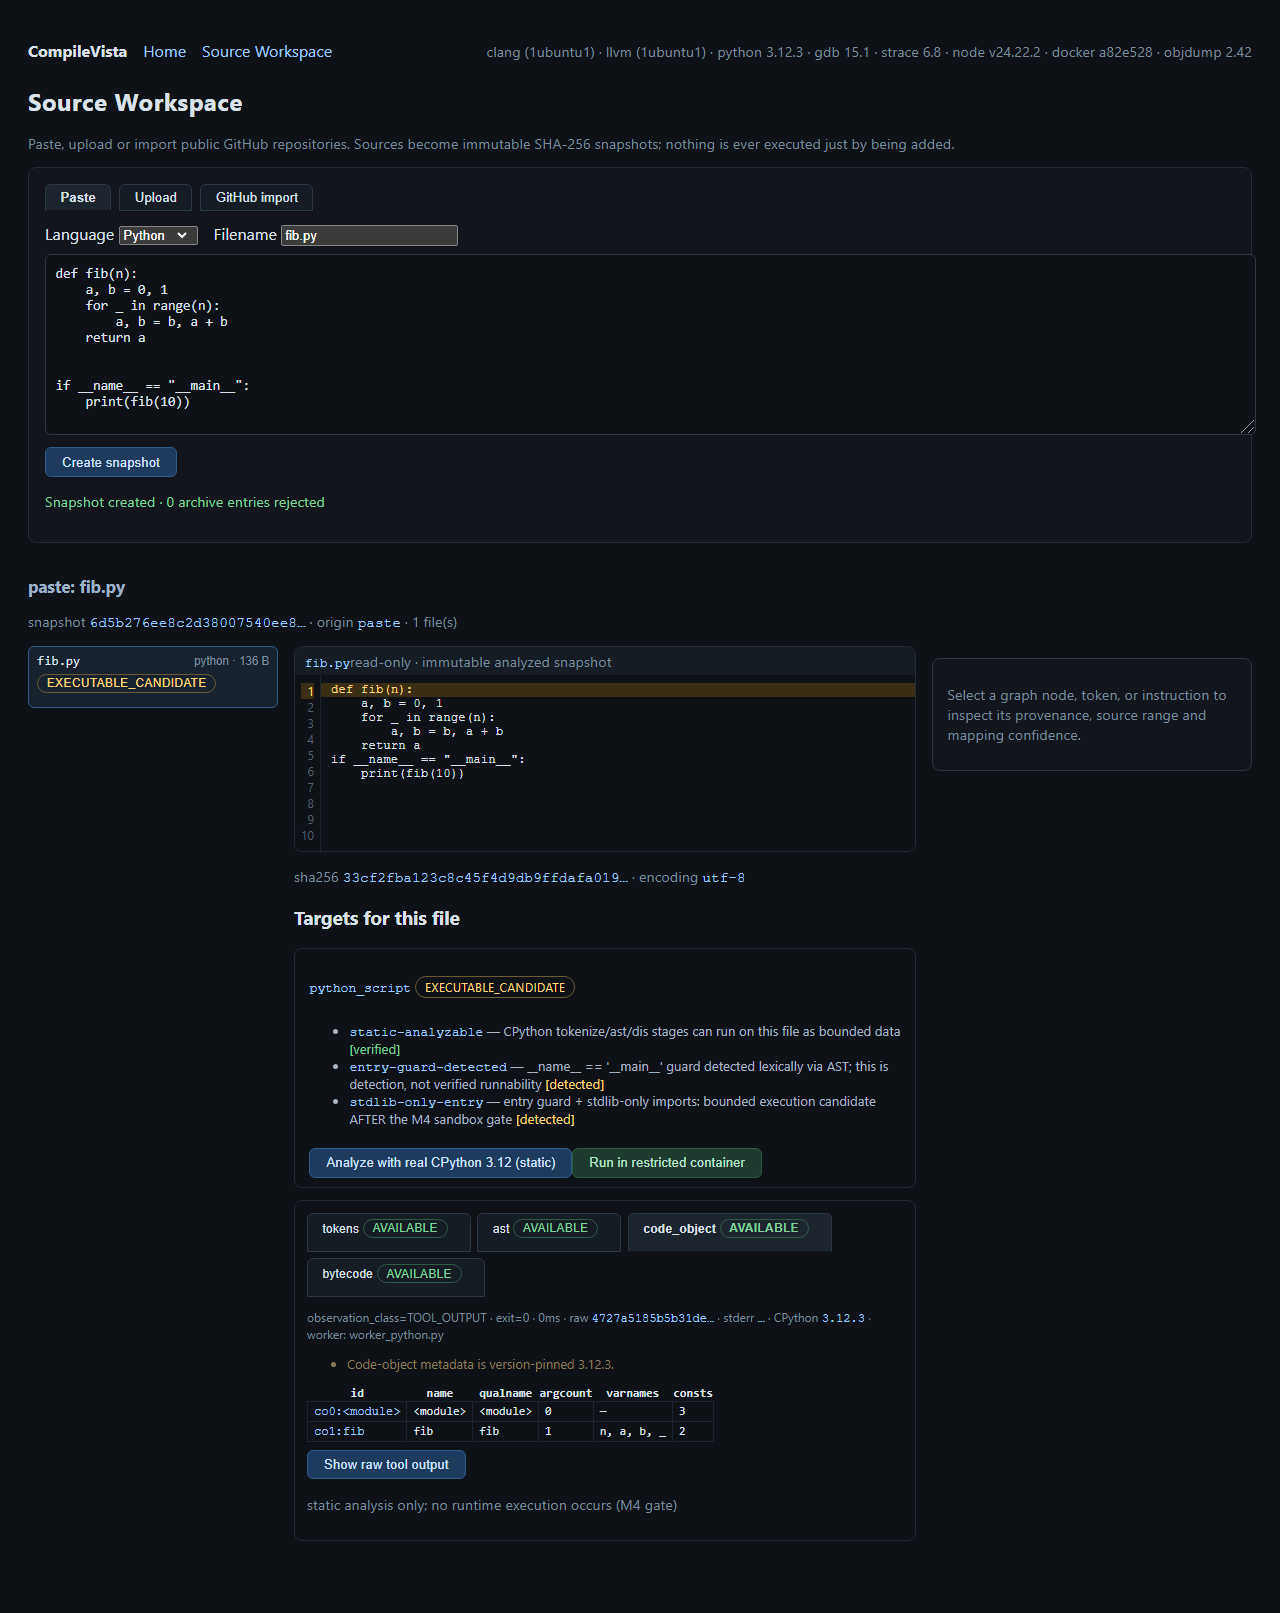 CompileVista Home Source Workspace clang (1ubuntu1) · llvm (1ubuntu1) · python 3.12.3 · gdb 15.1 · strace 6.8 · node v24.22.2 · docker a82e528 · objdump 2.42
Source Workspace
Paste, upload or import public GitHub repositories. Sources become immutable SHA-256 snapshots; nothing is ever executed just by being added.
Paste Upload GitHub import
Language Python Filename fib.py
def fib(n):
    a, b = 0, 1
    for _ in range(n):
        a, b = b, a + b
    return a
if __name__ == "__main__":
    print(fib(10))
Create snapshot
Snapshot created · 0 archive entries rejected
paste: fib.py
snapshot 6d5b276ee8c2d38007540ee8… · origin paste · 1 file(s)
fib.py python · 136 B
EXECUTABLE_CANDIDATE
fib.pyread-only · immutable analyzed snapshot
1 def fib(n):
2     a, b = 0, 1
3     for _ in range(n):
4         a, b = b, a + b
5     return a
6 if __name__ == "__main__":
7     print(fib(10))
8
9
10
Select a graph node, token, or instruction to
inspect its provenance, source range and
mapping confidence.
sha256 33cf2fba123c8c45f4d9db9ffdafa019… · encoding utf-8
Targets for this file
python_script EXECUTABLE_CANDIDATE
• static-analyzable — CPython tokenize/ast/dis stages can run on this file as bounded data
[verified]
• entry-guard-detected — __name__ == '__main__' guard detected lexically via AST; this is
detection, not verified runnability [detected]
• stdlib-only-entry — entry guard + stdlib-only imports: bounded execution candidate
AFTER the M4 sandbox gate [detected]
Analyze with real CPython 3.12 (static) Run in restricted container
tokens AVAILABLE ast AVAILABLE code_object AVAILABLE
bytecode AVAILABLE
observation_class=TOOL_OUTPUT · exit=0 · 0ms · raw 4727a5185b5b31de… · stderr … · CPython 3.12.3 ·
worker: worker_python.py
• Code-object metadata is version-pinned 3.12.3.
id name qualname argcount varnames consts
co0:<module> <module> <module> 0 — 3
co1:fib fib fib 1 n, a, b, _ 2
Show raw tool output
static analysis only; no runtime execution occurs (M4 gate)